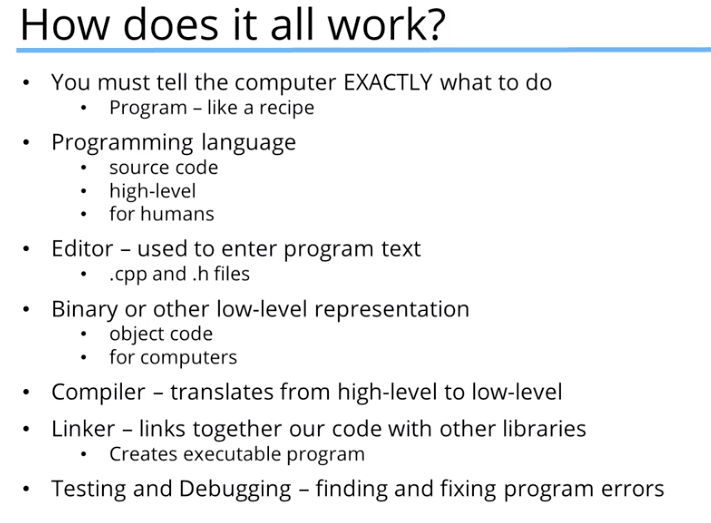 How does it all work?
• You must tell the computer EXACTLY what to do
• Program – like a recipe
• Programming language
• source code
• high-level
• for humans
• Editor – used to enter program text
• .cpp and .h files
• Binary or other low-level representation
• object code
• for computers
• Compiler – translates from high-level to low-level
• Linker – links together our code with other libraries
• Creates executable program
• Testing and Debugging – finding and fixing program errors